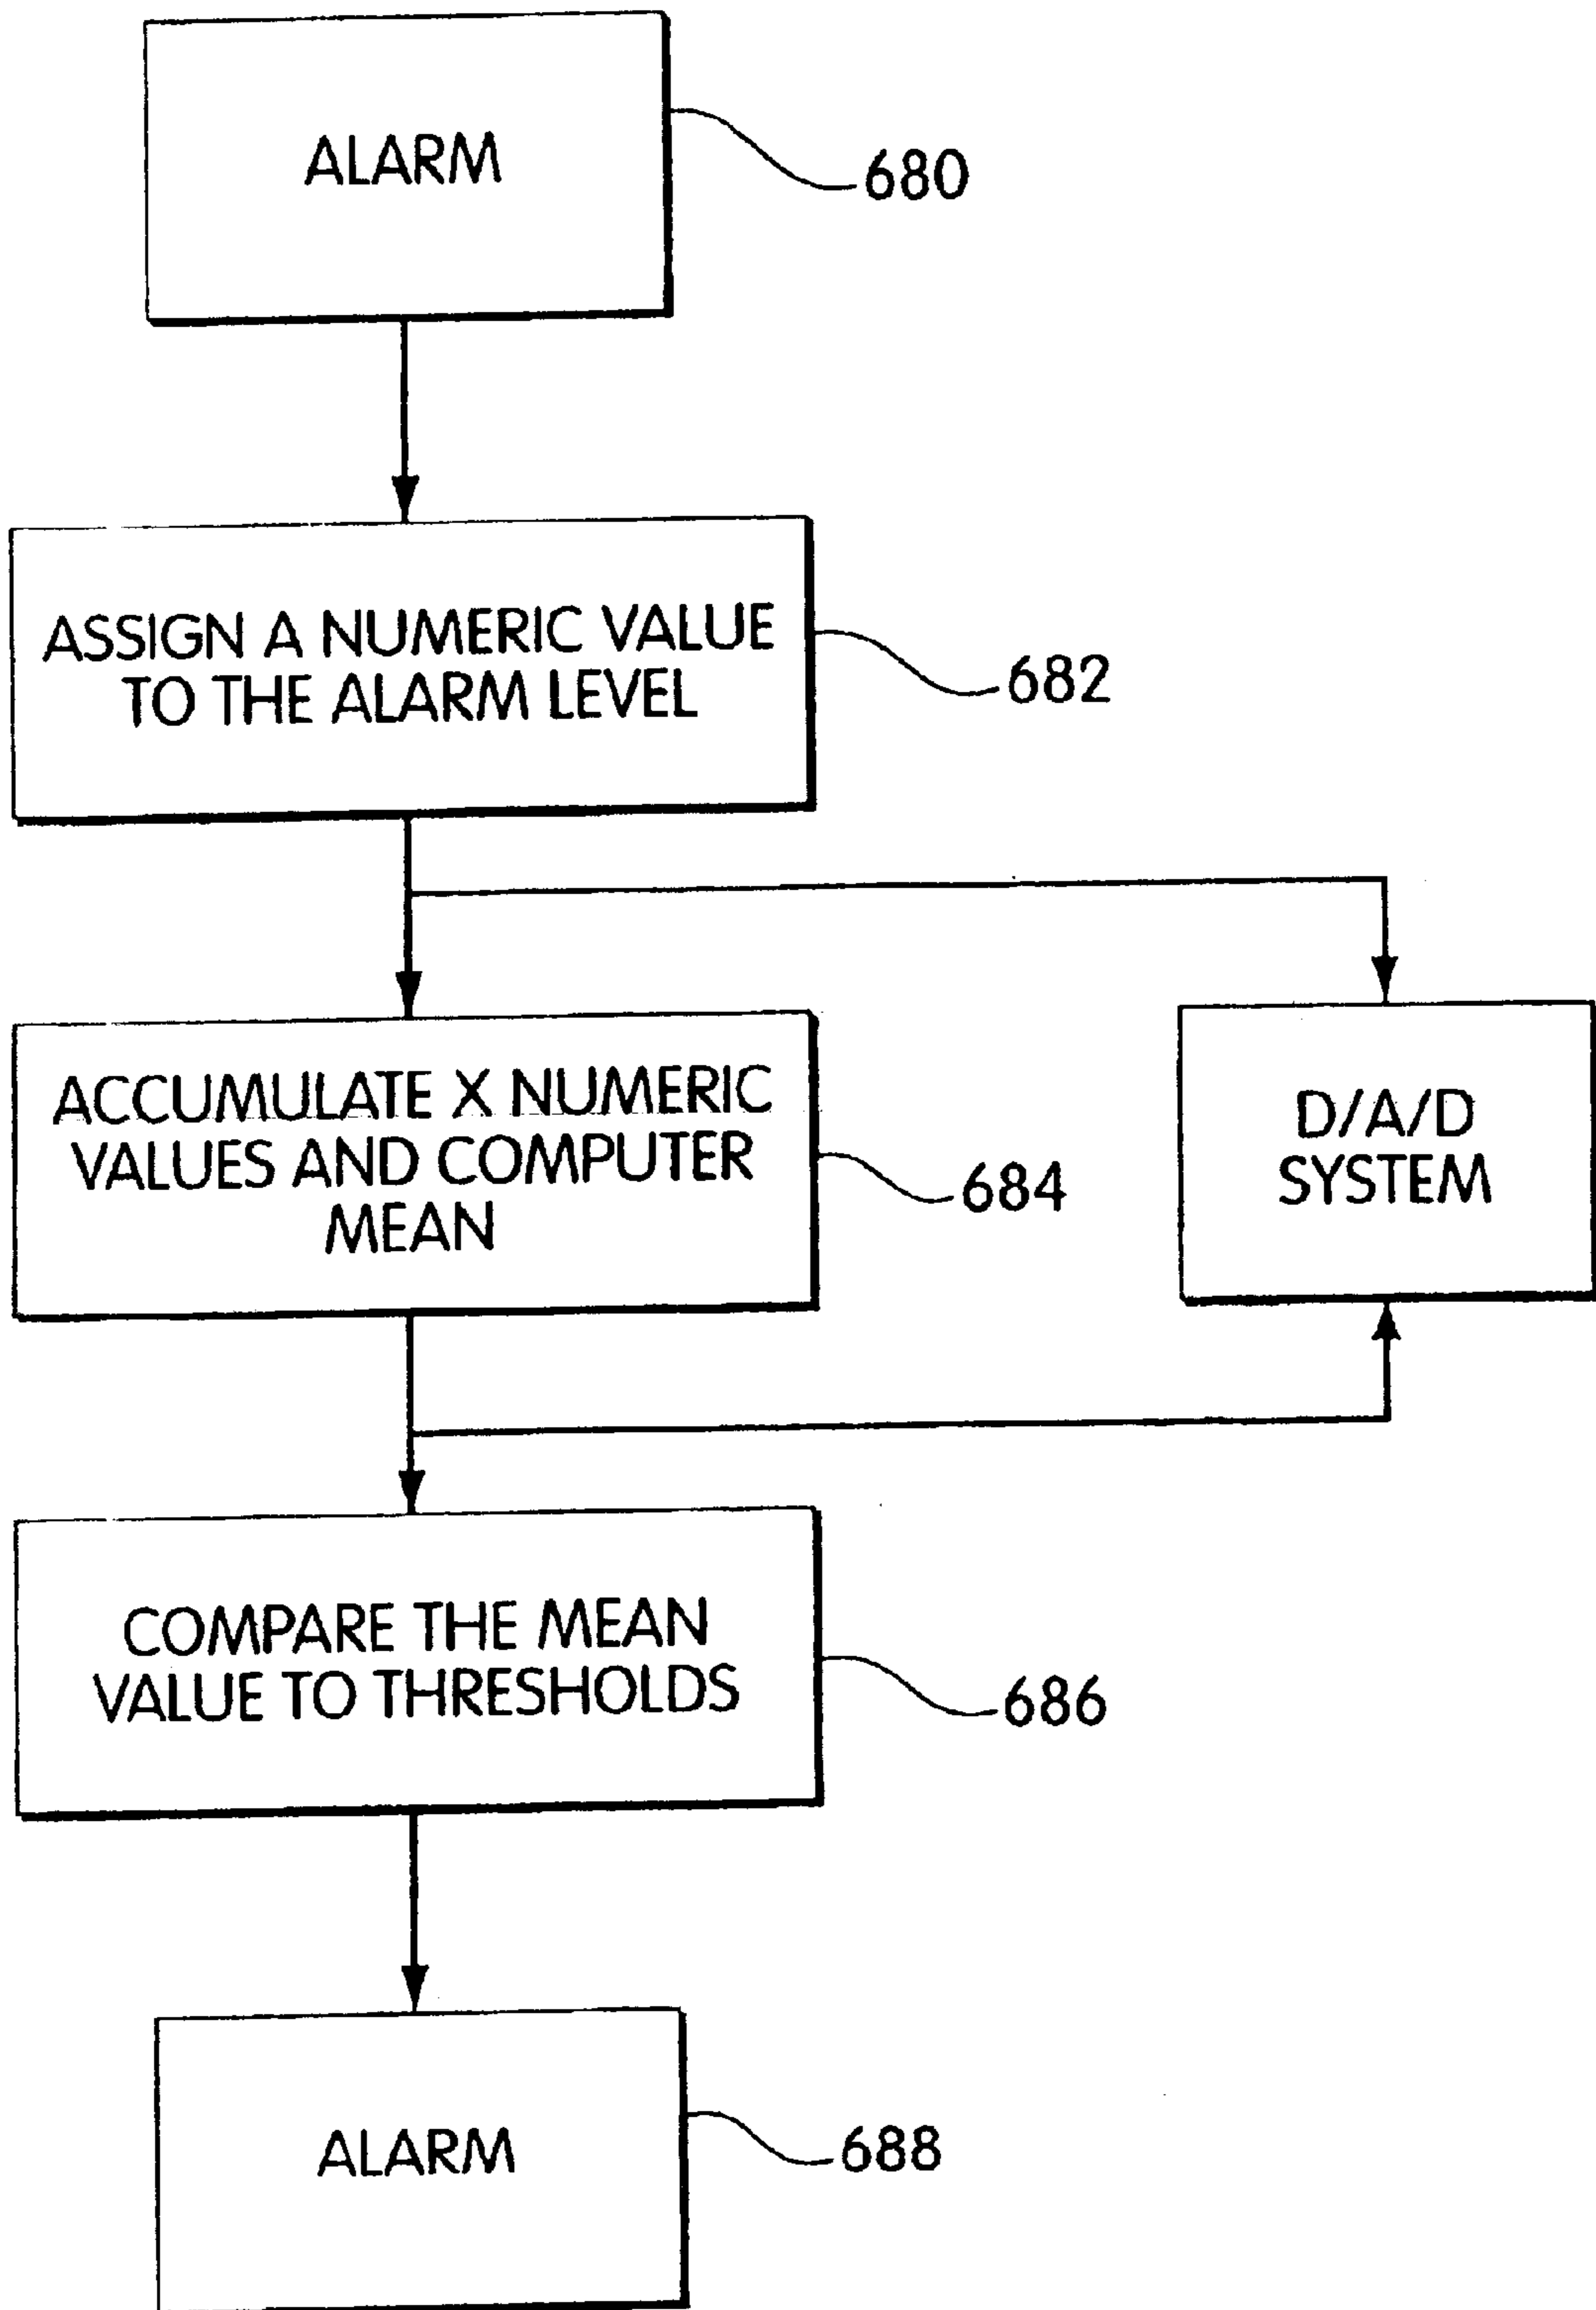 ALARM
680
ASSIGN A NUMERIC VALUE
TO THE ALARM LEVEL
682
ACCUMULATE X NUMERIC
VALUES AND COMPUTER
MEAN
684
D/A/D
SYSTEM
COMPARE THE MEAN
VALUE TO THRESHOLDS
686
ALARM
688